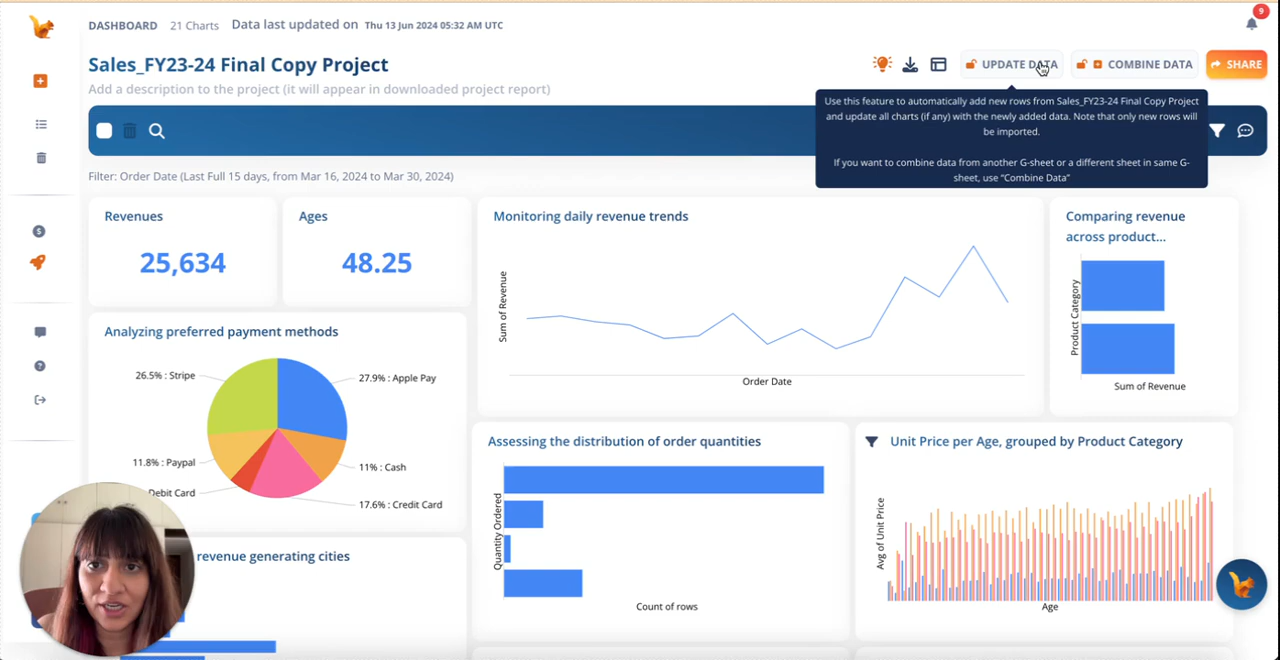 9
DASHBOARD 21 Charts Data last updated on Thu 13 Jun 2024 05:32 AM UTC
Sales_FY23-24 Final Copy Project
UPDATE DATA COMBINE DATA SHARE
Add a description to the project (it will appear in downloaded project report)
Use this feature to automatically add new rows from Sales_FY23-24 Final Copy Project
and update all charts (if any) with the newly added data. Note that only new rows will
be imported.
If you want to combine data from another G-sheet or a different sheet in same G-
sheet, use "Combine Data"
Filter: Order Date (Last Full 15 days, from Mar 16, 2024 to Mar 30, 2024)
Revenues
25,634
Ages
48.25
Monitoring daily revenue trends
Sum of Revenue
Order Date
Comparing revenue
across product...
Product Category
Sum of Revenue
Analyzing preferred payment methods
26.5% : Stripe
27.9% : Apple Pay
11.8% : Paypal
11% : Cash
Debit Card
17.6% : Credit Card
Assessing the distribution of order quantities
Quantity Ordered
Count of rows
Unit Price per Age, grouped by Product Category
Avg of Unit Price
Age
revenue generating cities